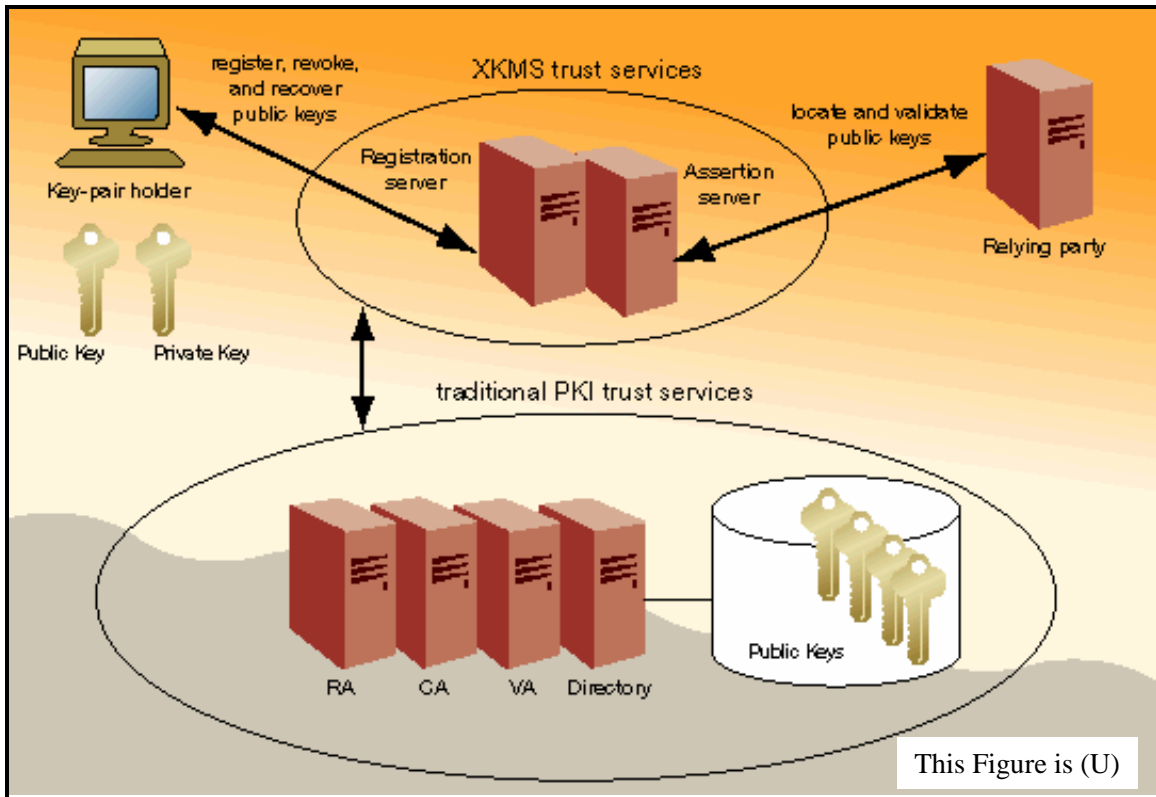 XKMS trust services
register, revoke,
and recover
public keys
locate and validate
public keys
Registration
server
Assertion
server
Key-pair holder
Relying party
Public Key
Private Key
traditional PKI trust services
Public Keys
RA
CA
VA
Directory
This Figure is (U)